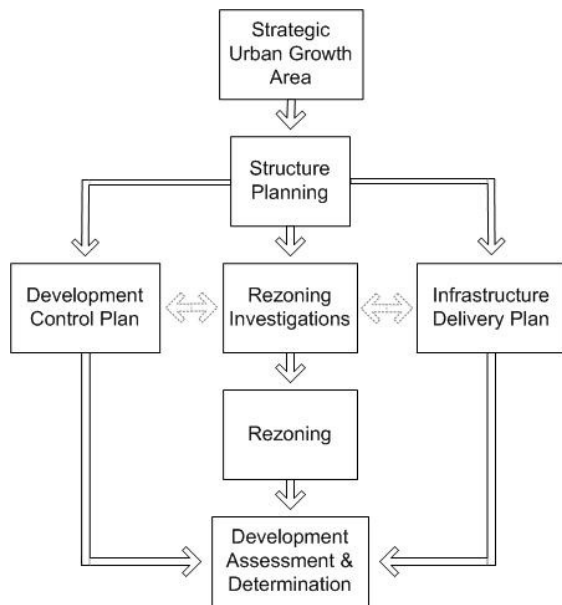 Strategic
Urban Growth
Area
Structure
Planning
Development
Control Plan
Rezoning
Investigations
Infrastructure
Delivery Plan
Rezoning
Development
Assessment &
Determination